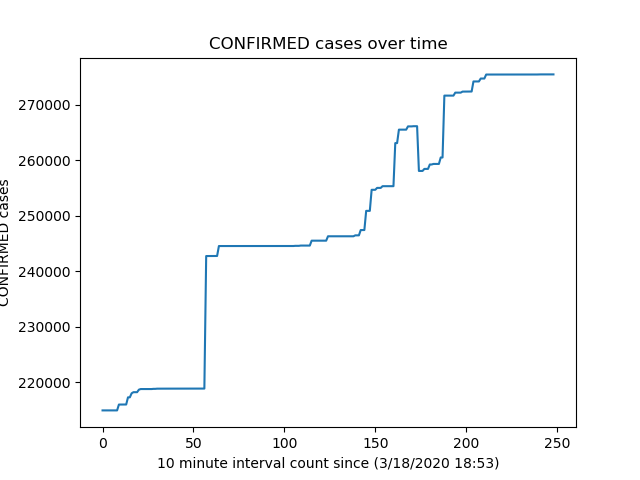 CONFIRMED cases over time
CONFIRMED cases
270000
260000
250000
240000
230000
220000
0 50 100 150 200 250
10 minute interval count since (3/18/2020 18:53)